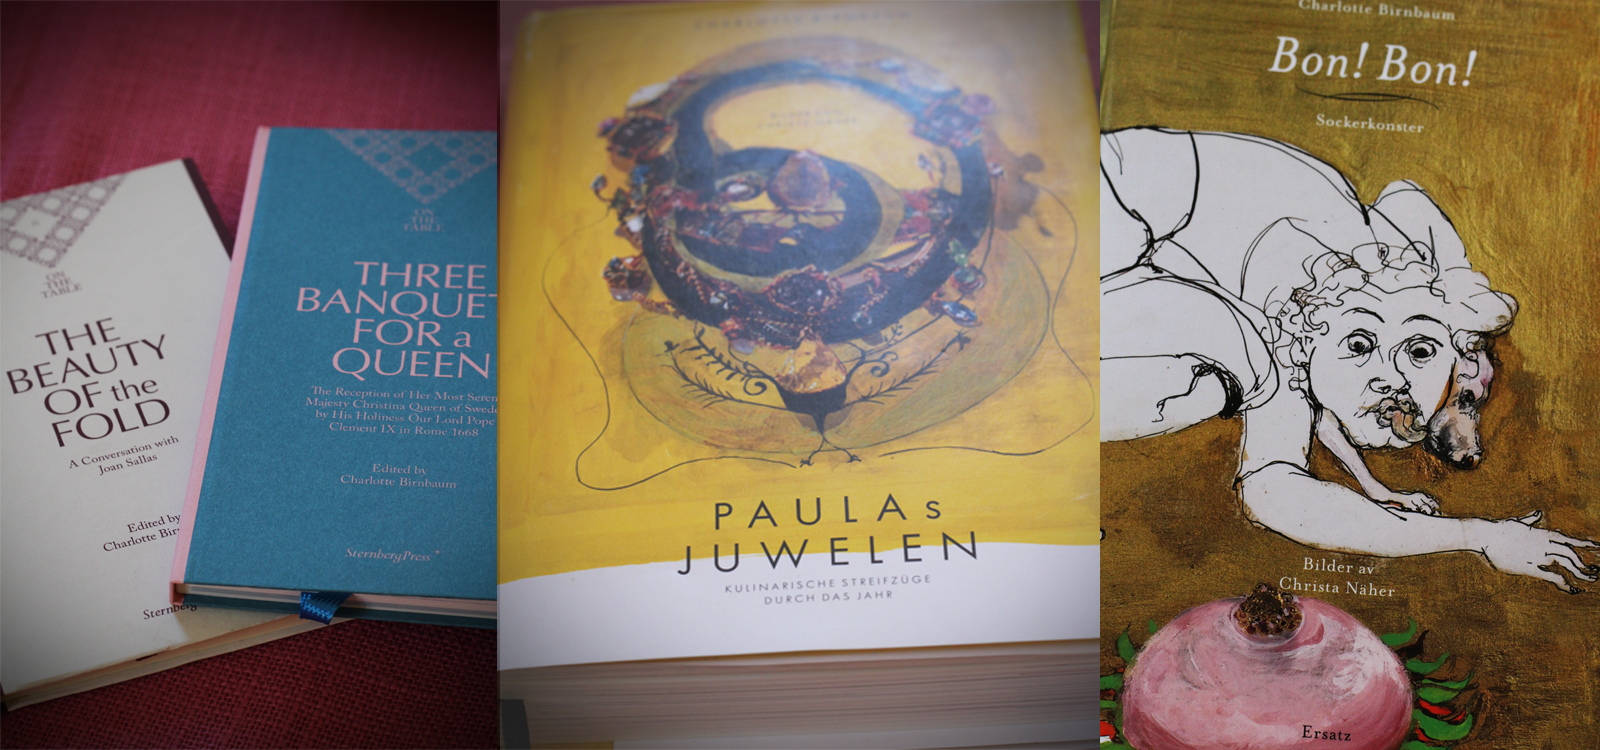 ON
THE
TABLE
THE
BEAUTY
OF the
FOLD
A Conversation with
Joan Sallas
Edited by
Charlotte Bir
Sternberg
ON
THE
TABLE
THREE
BANQUET
FOR a
QUEEN
The Reception of Her Most Seren
Majesty Christina Queen of Swede
by His Holiness Our Lord Pope
Clement IX in Rome 1668
Edited by
Charlotte Birnbaum
SternbergPress
CHARLOTTE BIRNBAUM
PAULAs
JUWELEN
KULINARISCHE STREIFZÜGE
DURCH DAS JAHR
Charlotte Birnbaum
Bon! Bon!
Sockerkonster
Bilder av
Christa Näher
Ersatz